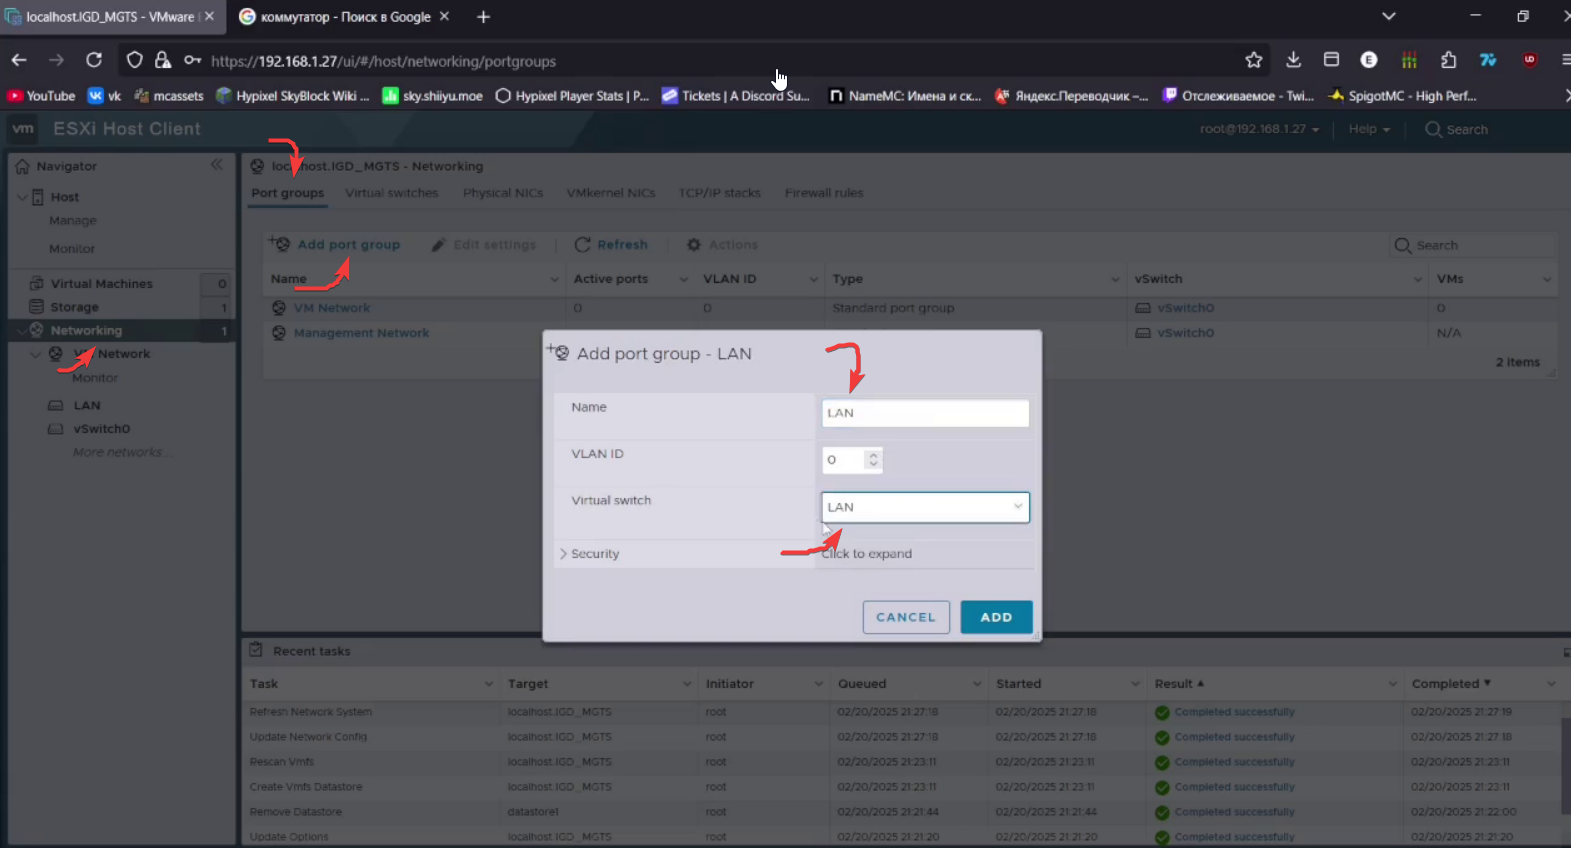 localhost.IGD_MGTS - VMware
коммутатор - Поиск в Google
https://192.168.1.27/ui/#/host/networking/portgroups
YouTube
vk
mcassets
Hypixel SkyBlock Wiki ...
sky.shiiyu.moe
Hypixel Player Stats | P...
Tickets | A Discord Su...
NameMC: Имена и ск...
Яндекс.Переводчик –...
Отслеживаемое - Twi...
SpigotMC - High Perf...
vm ESXi Host Client
root@192.168.1.27
Help
Search
Navigator
Host
Manage
Monitor
Virtual Machines 0
Storage 1
Networking 1
Network
Monitor
LAN
vSwitch0
More networks...
localhost.IGD_MGTS - Networking
Port groups Virtual switches Physical NICs VMkernel NICs TCP/IP stacks Firewall rules
Add port group Edit settings Refresh Actions Search
Name Active ports VLAN ID Type vSwitch VMs
VM Network 0 0 Standard port group vSwitch0 0
Management Network vSwitch0 N/A
2 items
Add port group - LAN
Name LAN
VLAN ID 0
Virtual switch LAN
Security Click to expand
CANCEL ADD
Recent tasks
Task Target Initiator Queued Started Result Completed
Refresh Network System localhost.IGD_MGTS root 02/20/2025 21:27:18 02/20/2025 21:27:18 Completed successfully 02/20/2025 21:27:19
Update Network Config localhost.IGD_MGTS root 02/20/2025 21:27:18 02/20/2025 21:27:18 Completed successfully 02/20/2025 21:27:18
Rescan Vmfs localhost.IGD_MGTS root 02/20/2025 21:23:11 02/20/2025 21:23:11 Completed successfully 02/20/2025 21:23:11
Create Vmfs Datastore localhost.IGD_MGTS root 02/20/2025 21:23:11 02/20/2025 21:23:11 Completed successfully 02/20/2025 21:23:11
Remove Datastore datastore1 root 02/20/2025 21:21:44 02/20/2025 21:21:44 Completed successfully 02/20/2025 21:22:00
Update Options localhost.IGD_MGTS root 02/20/2025 21:21:20 02/20/2025 21:21:20 Completed successfully 02/20/2025 21:21:20